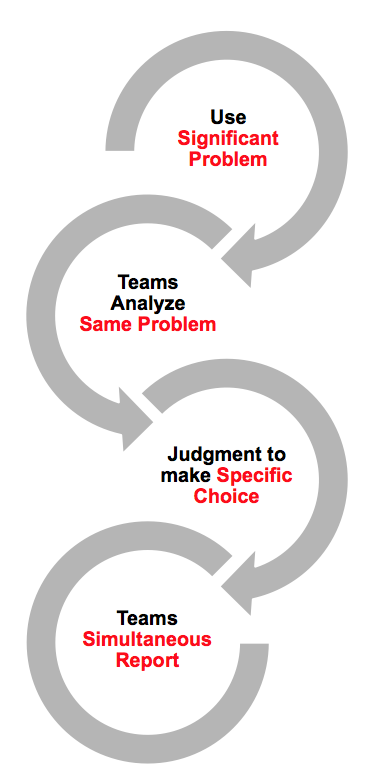 Use
Significant
Problem
Teams
Analyze
Same Problem
Judgment to
make Specific
Choice
Teams
Simultaneous
Report